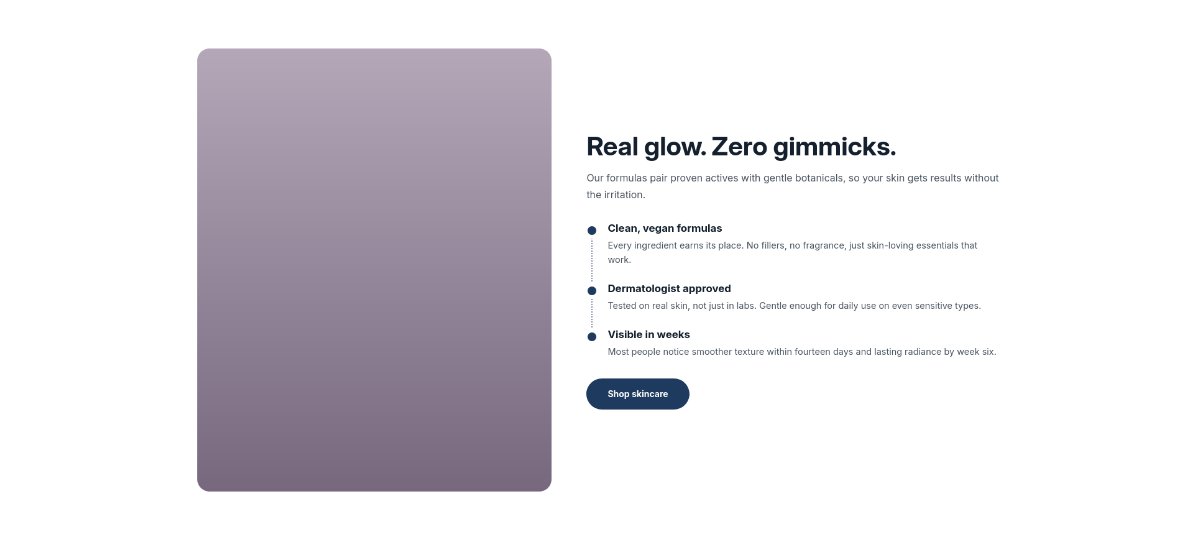 Real glow. Zero gimmicks.
Our formulas pair proven actives with gentle botanicals, so your skin gets results without
the irritation.
Clean, vegan formulas
Every ingredient earns its place. No fillers, no fragrance, just skin-loving essentials that
work.
Dermatologist approved
Tested on real skin, not just in labs. Gentle enough for daily use on even sensitive types.
Visible in weeks
Most people notice smoother texture within fourteen days and lasting radiance by week six.
Shop skincare